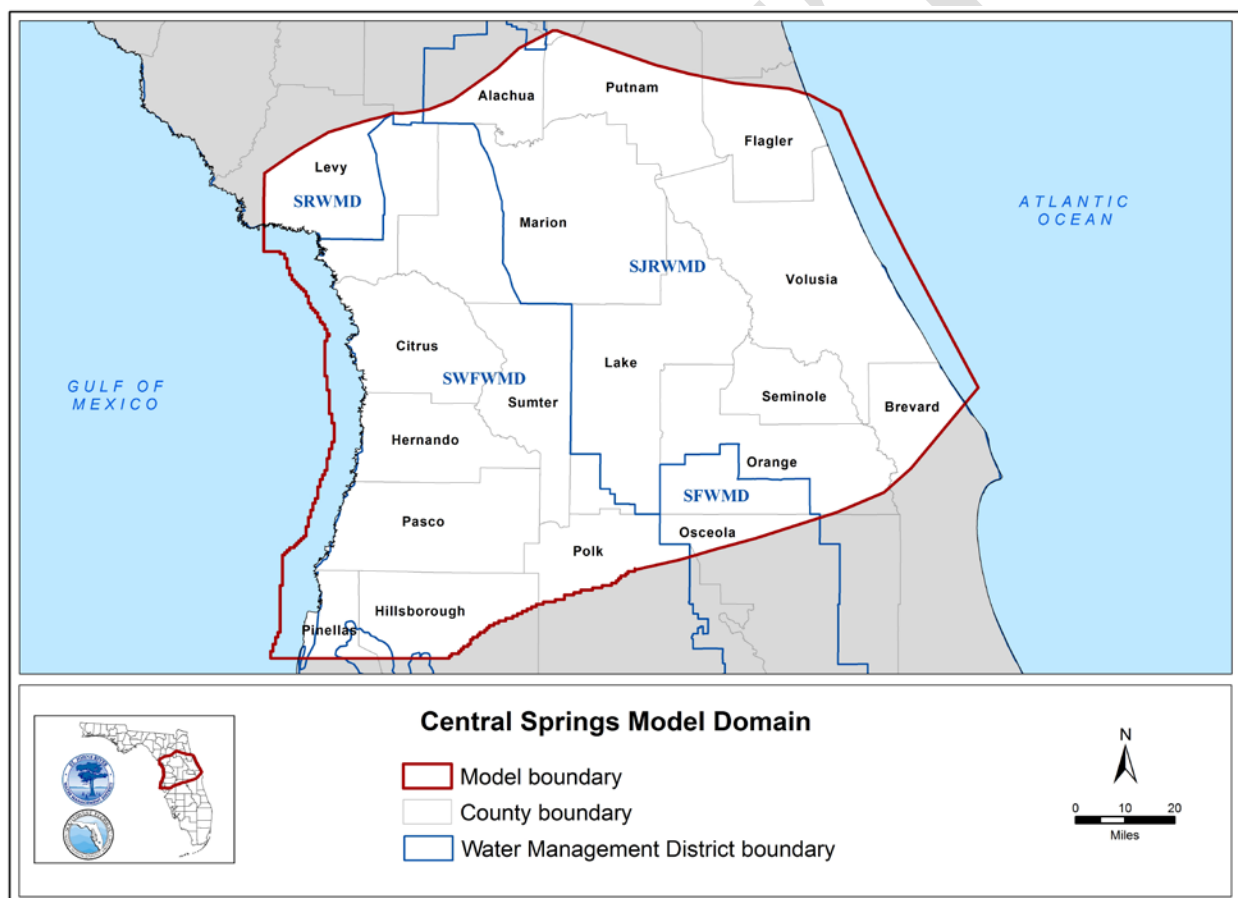 Alachua
Putnam
Flagler
Levy
SRWMD
Marion
ATLANTIC
OCEAN
SJRWMD
Volusia
Citrus
Lake
SWFWMD
GULF OF
MEXICO
Sumter
Seminole
Brevard
Hernando
Orange
SFWMD
Pasco
Osceola
Polk
Hillsborough
Pinellas
Central Springs Model Domain
Model boundary
County boundary
Water Management District boundary
N
0 10 20
Miles